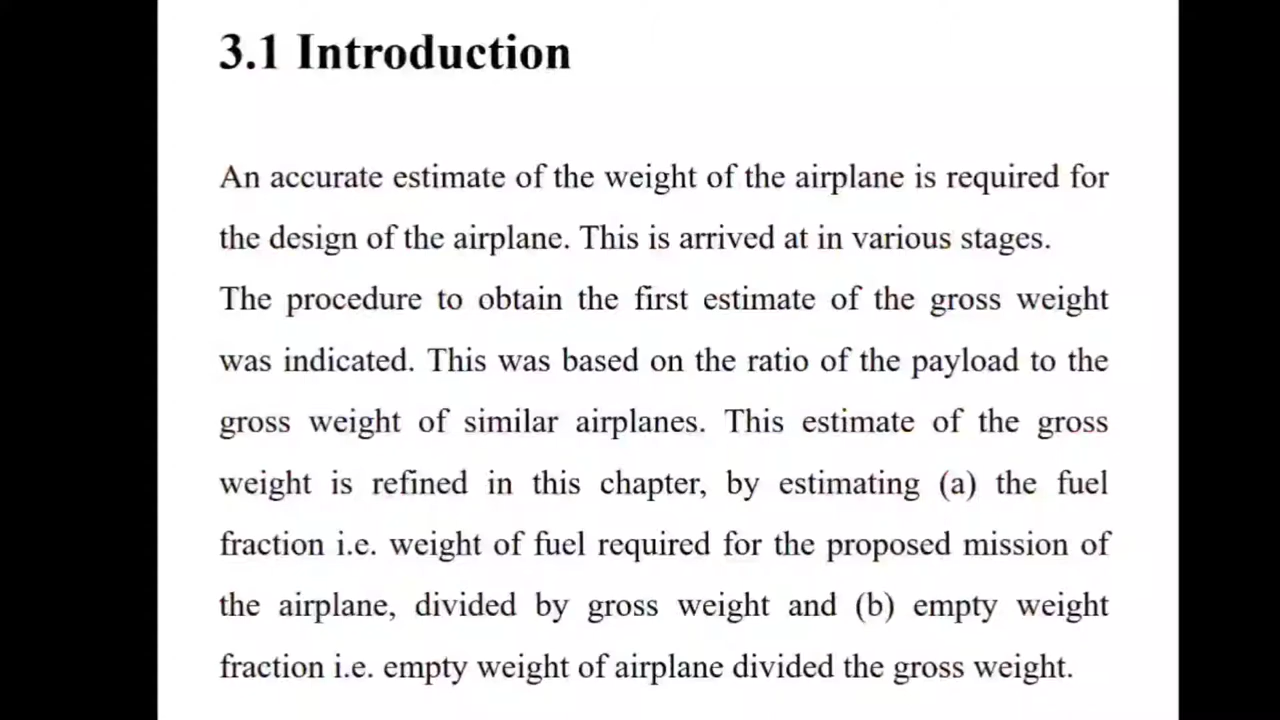 3.1 Introduction
An accurate estimate of the weight of the airplane is required for
the design of the airplane. This is arrived at in various stages.
The procedure to obtain the first estimate of the gross weight
was indicated. This was based on the ratio of the payload to the
gross weight of similar airplanes. This estimate of the gross
weight is refined in this chapter, by estimating (a) the fuel
fraction i.e. weight of fuel required for the proposed mission of
the airplane, divided by gross weight and (b) empty weight
fraction i.e. empty weight of airplane divided the gross weight.